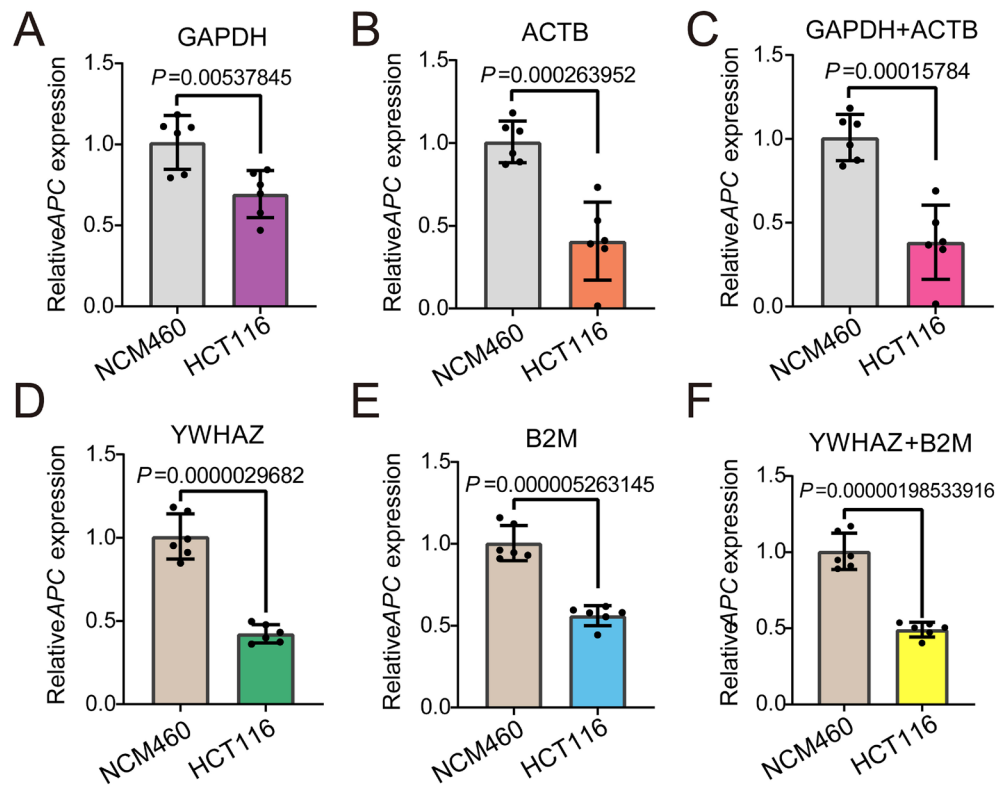 A
GAPDH
P=0.00537845
RelativeAPC expression
1.5
1.0
0.5
0.0
NCM460
HCT116
B
ACTB
P=0.000263952
RelativeAPC expression
1.5
1.0
0.5
0.0
NCM460
HCT116
C
GAPDH+ACTB
P=0.00015784
RelativeAPC expression
1.5
1.0
0.5
0.0
NCM460
HCT116
D
YWHAZ
P=0.0000029682
RelativeAPC expression
1.5
1.0
0.5
0.0
NCM460
HCT116
E
B2M
P=0.000005263145
RelativeAPC expression
1.5
1.0
0.5
0.0
NCM460
HCT116
F
YWHAZ+B2M
P=0.00000198533916
RelativeAPC expression
1.5
1.0
0.5
0.0
NCM460
HCT116